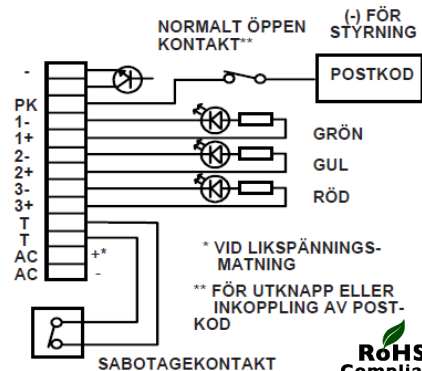 NORMALT ÖPPEN
KONTAKT**
(-) FÖR
STYRNING
POSTKOD
-
PK
1-
1+
2-
2+
3-
3+
T
T
AC
AC
+*
-
GRÖN
GUL
RÖD
* VID LIKSPÄNNINGS-
MATNING
** FÖR UTKNAPP ELLER
INKOPPLING AV POST-
KOD
SABOTAGEKONTAKT
RoHS